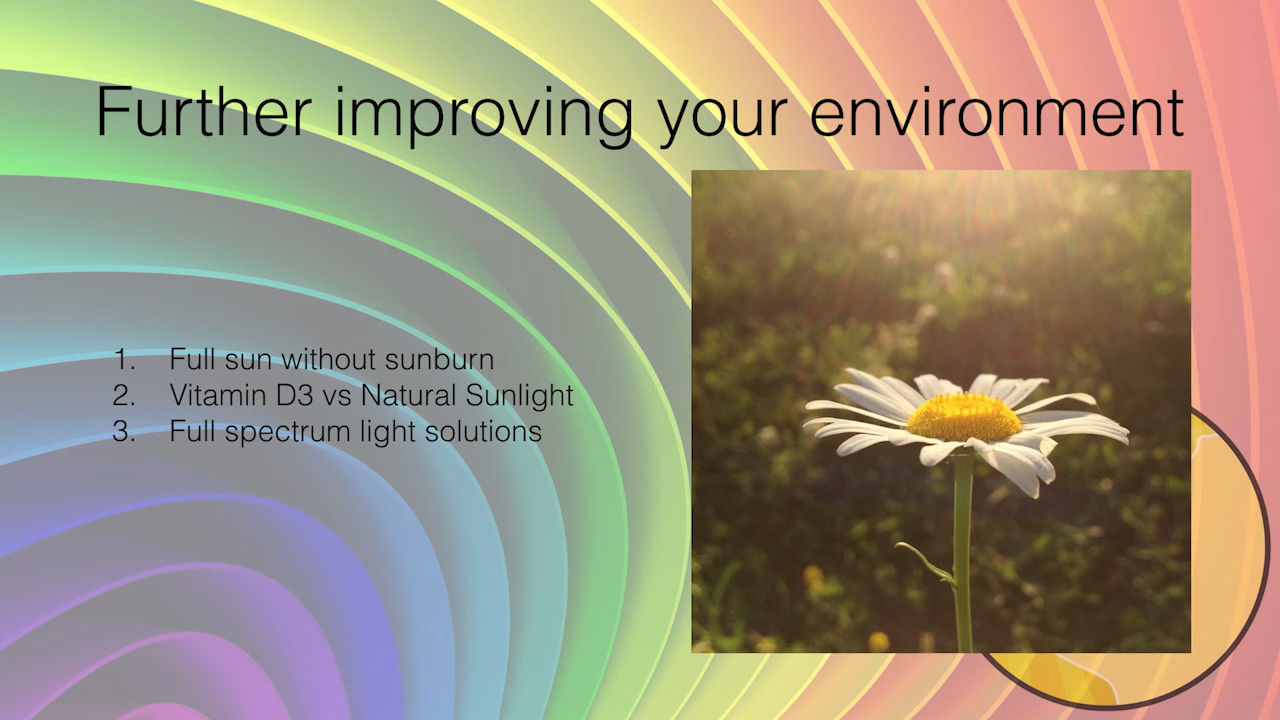 Further improving your environment
1. Full sun without sunburn
2. Vitamin D3 vs Natural Sunlight
3. Full spectrum light solutions